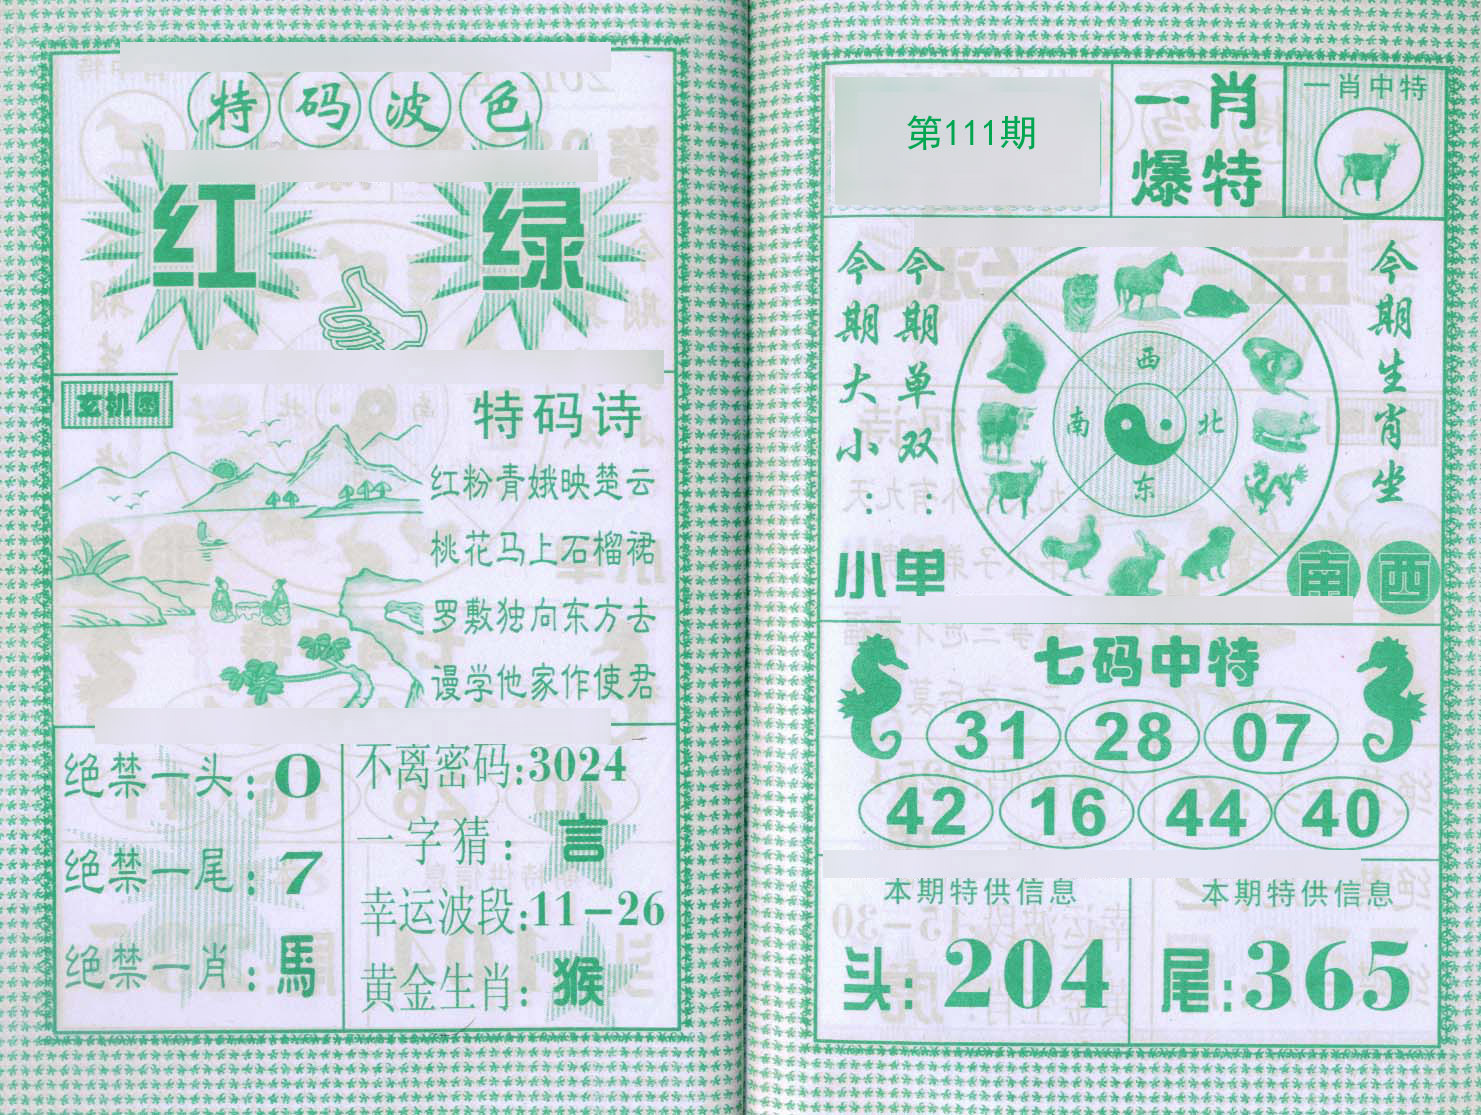 特码波色
红 绿
玄机图
特码诗
红粉青娥映楚云
桃花马上石榴裙
罗敷独向东方去
谩学他家作使君
绝禁一头:0
绝禁一尾:7
绝禁一肖:馬
不离密码:3024
一字猜:言
幸运波段:11-26
黄金生肖:猴
第111期
一肖
爆特
一肖中特
今期大小:小
今期单双:单
西
南
北
东
今期生肖坐
南 西
七码中特
31 28 07
42 16 44 40
本期特供信息
头:204
本期特供信息
尾:365